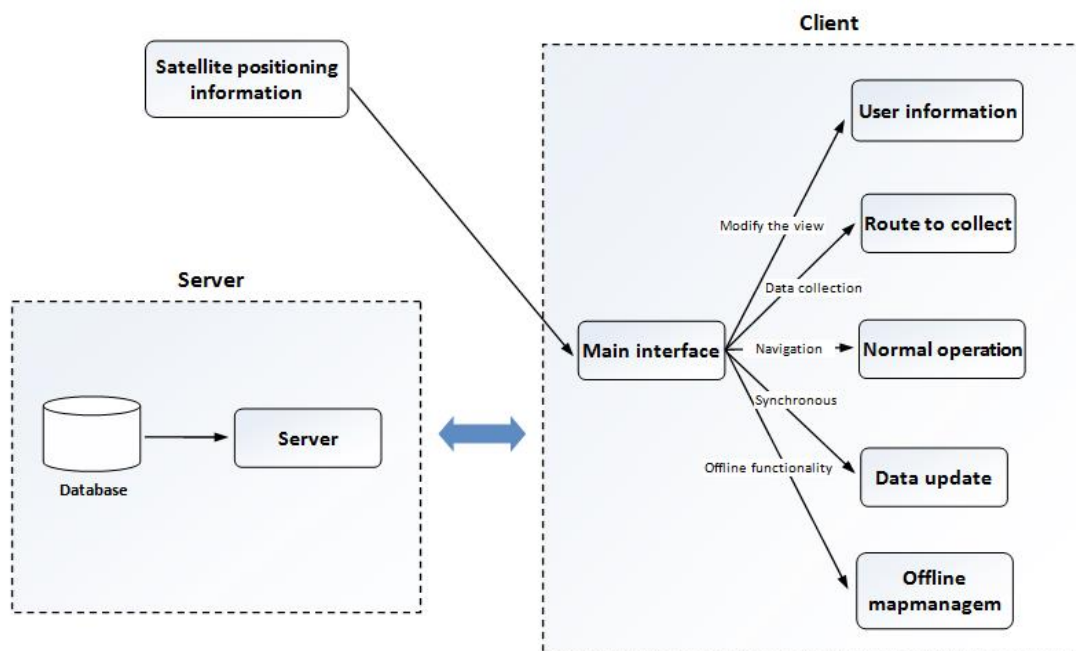 Client
Satellite positioning
information
User information
Modify the view
Route to collect
Server
Data collection
Main interface
Navigation
Normal operation
Synchronous
Server
Offline functionality
Data update
Database
Offline
mapmanagem